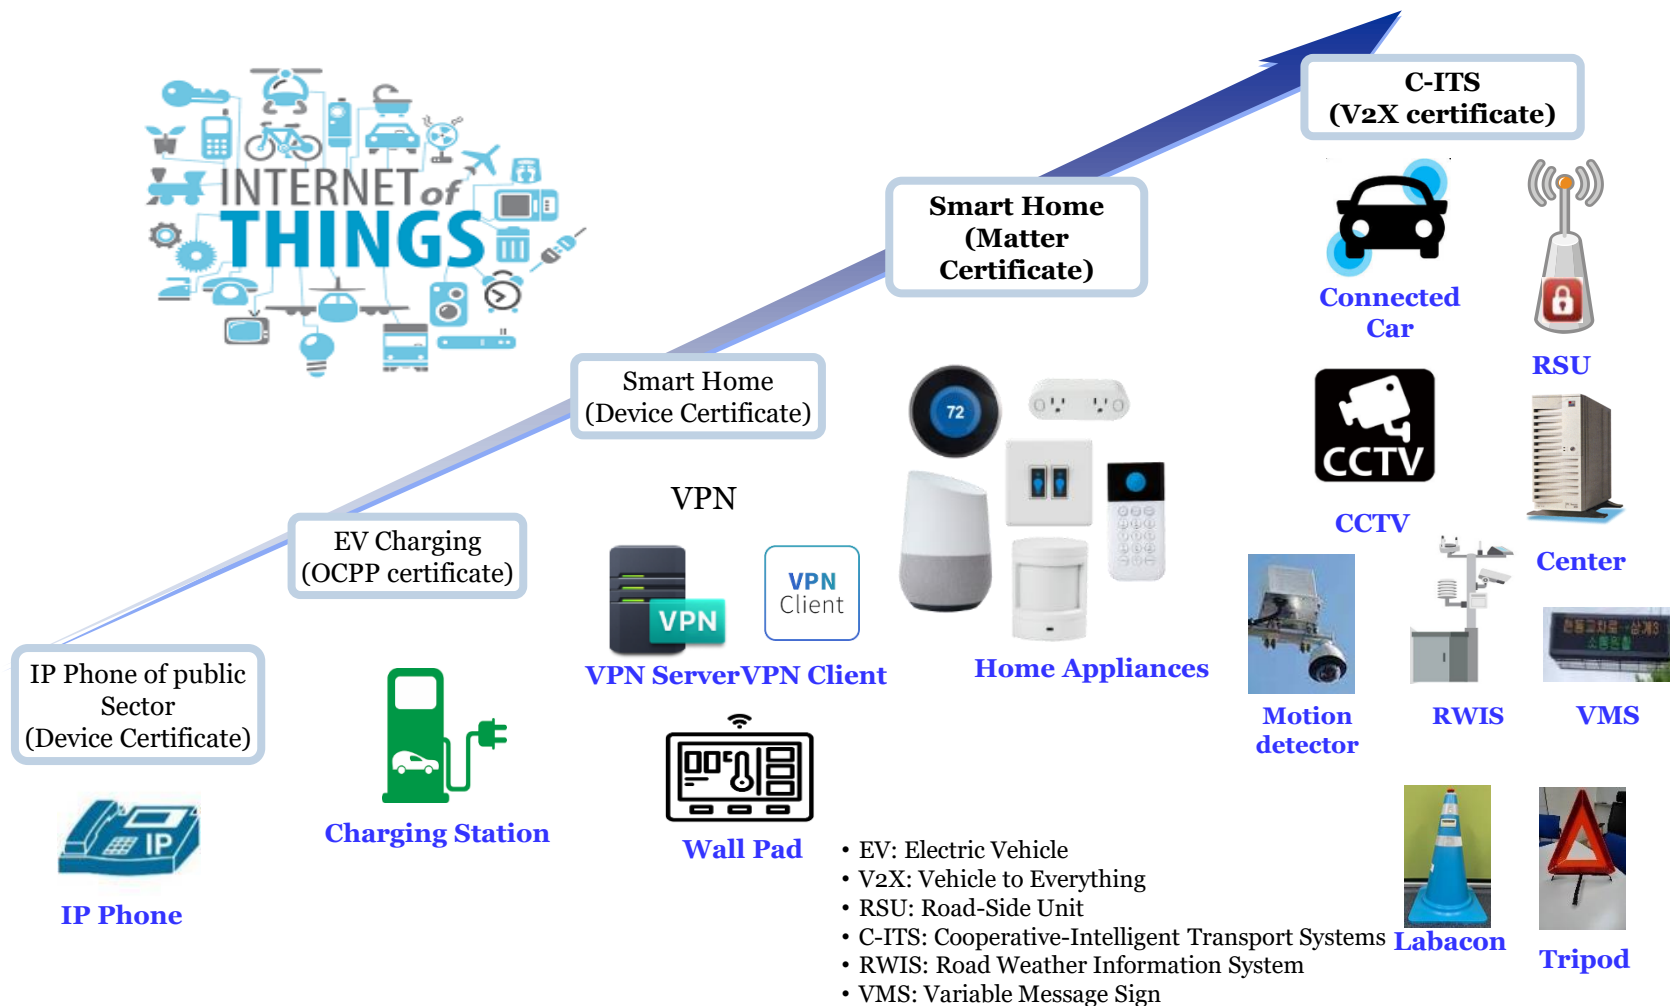 INTERNET of
THINGS
C-ITS
(V2X certificate)
Smart Home
(Matter
Certificate)
Smart Home
(Device Certificate)
EV Charging
(OCPP certificate)
IP Phone of public
Sector
(Device Certificate)
IP
IP Phone
Charging Station
VPN
VPN
VPN
Client
VPN Server
VPN Client
Wall Pad
72
Home Appliances
Connected
Car
RSU
CCTV
CCTV
Center
Motion
detector
RWIS
VMS
Labacon
Tripod
• EV: Electric Vehicle
• V2X: Vehicle to Everything
• RSU: Road-Side Unit
• C-ITS: Cooperative-Intelligent Transport Systems
• RWIS: Road Weather Information System
• VMS: Variable Message Sign